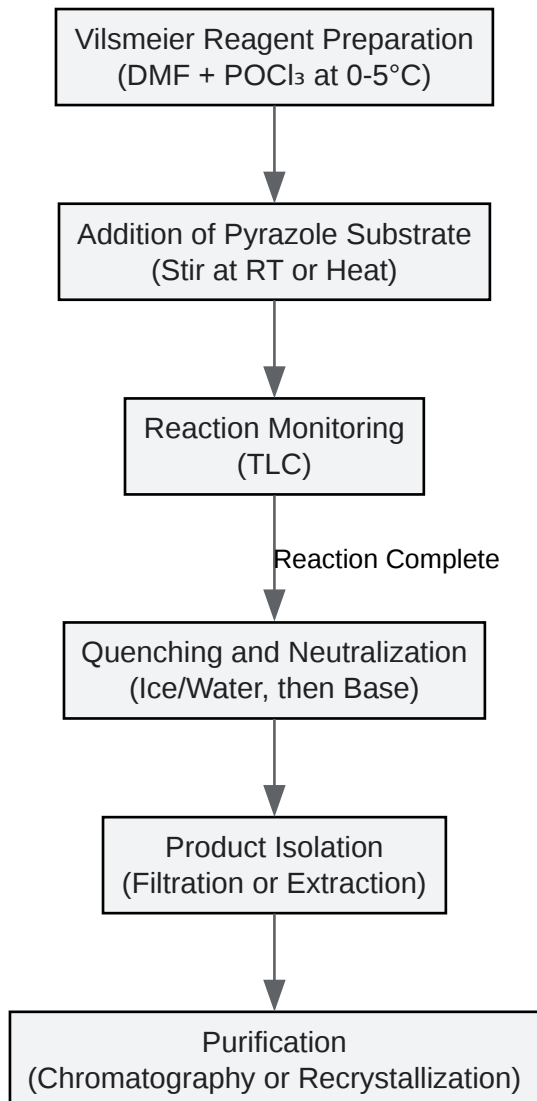 Vilsmeier Reagent Preparation
(DMF + POCl₃ at 0-5°C)
Addition of Pyrazole Substrate
(Stir at RT or Heat)
Reaction Monitoring
(TLC)
Reaction Complete
Quenching and Neutralization
(Ice/Water, then Base)
Product Isolation
(Filtration or Extraction)
Purification
(Chromatography or Recrystallization)